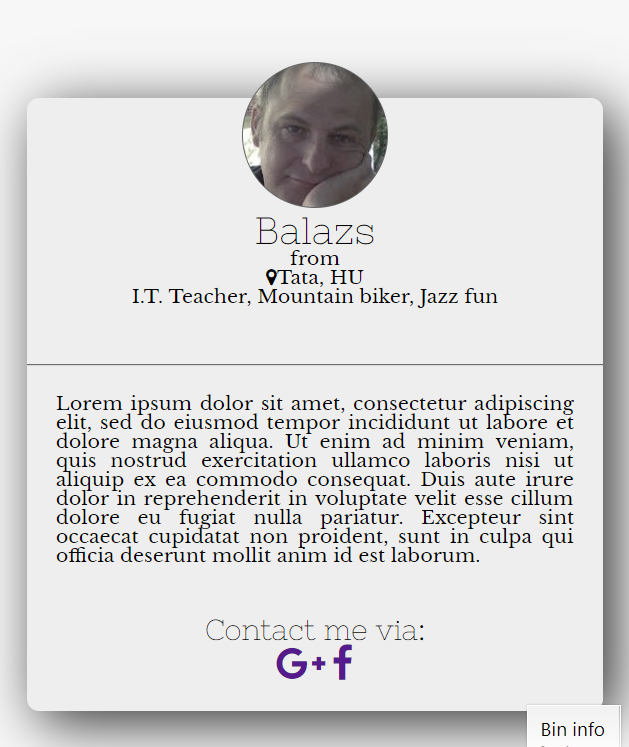 Balazs
from
Tata, HU
I.T. Teacher, Mountain biker, Jazz fun
Lorem ipsum dolor sit amet, consectetur adipiscing
elit, sed do eiusmod tempor incididunt ut labore et
dolore magna aliqua. Ut enim ad minim veniam,
quis nostrud exercitation ullamco laboris nisi ut
aliquip ex ea commodo consequat. Duis aute irure
dolor in reprehenderit in voluptate velit esse cillum
dolore eu fugiat nulla pariatur. Excepteur sint
occaecat cupidatat non proident, sunt in culpa qui
officia deserunt mollit anim id est laborum.
Contact me via:
G+ f
Bin info